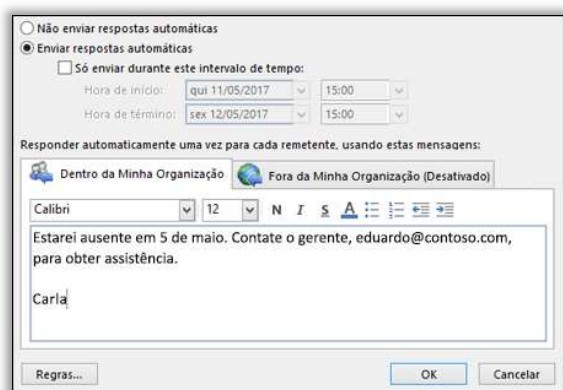 Não enviar respostas automáticas
Enviar respostas automáticas
Só enviar durante este intervalo de tempo:
Hora de início: qui 11/05/2017 15:00
Hora de término: sex 12/05/2017 15:00
Responder automaticamente uma vez para cada remetente, usando estas mensagens:
Dentro da Minha Organização Fora da Minha Organização (Desativado)
Calibri 12 N I S A
Estarei ausente em 5 de maio. Contate o gerente, eduardo@contoso.com,
para obter assistência.
Carla
Regras... OK Cancelar